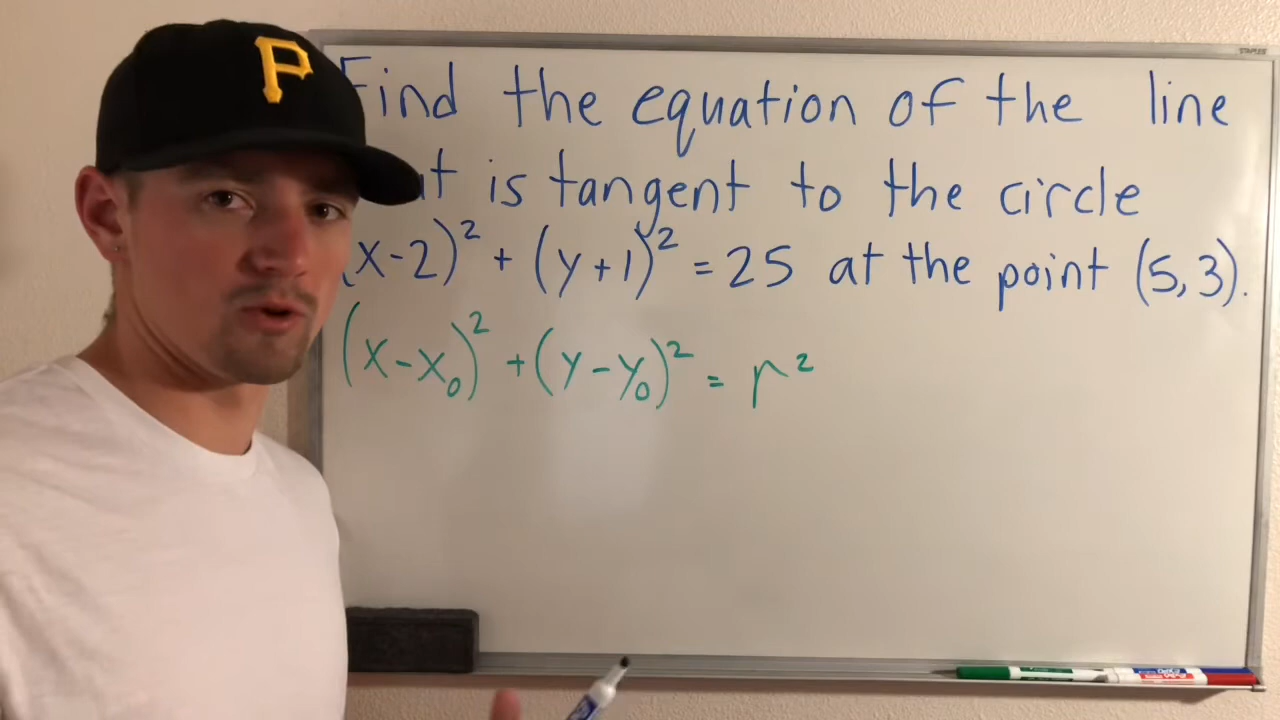 P
STAPLES
Find the equation of the line
is tangent to the circle
(x-2)² + (y+1)² = 25 at the point (5,3).
(x-x₀)² + (y-y₀)² = r²